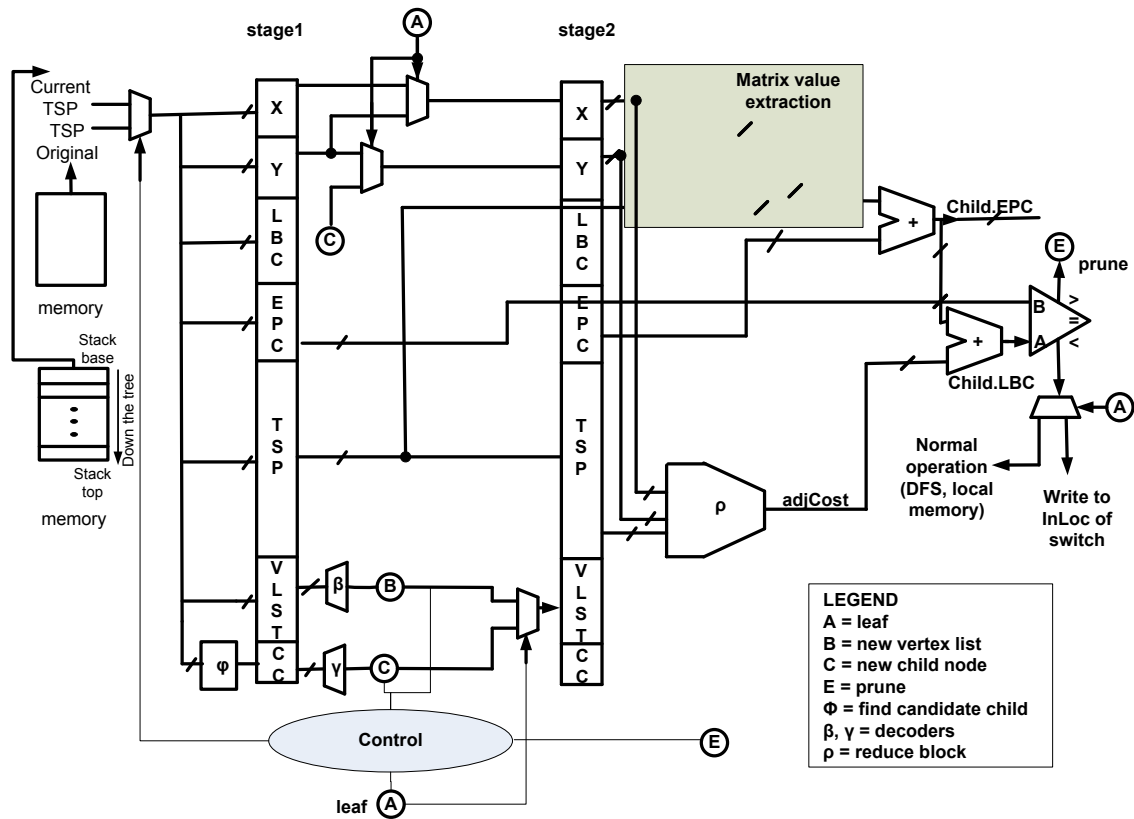 stage1
A
stage2
Current
TSP
TSP
Original
memory
Stack
base
Down the tree
Stack
top
memory
X
Y
L
B
C
E
P
C
T
S
P
V
L
S
T
C
C
φ
C
β
B
γ
C
X
Y
L
B
C
E
P
C
T
S
P
V
L
S
T
C
C
Matrix value
extraction
+
Child.EPC
E
prune
B
>
=
A
<
+
Child.LBC
A
Normal
operation
(DFS, local
memory)
Write to
InLoc of
switch
ρ
adjCost
Control
E
leaf
A
LEGEND
A = leaf
B = new vertex list
C = new child node
E = prune
Φ = find candidate child
β, γ = decoders
ρ = reduce block